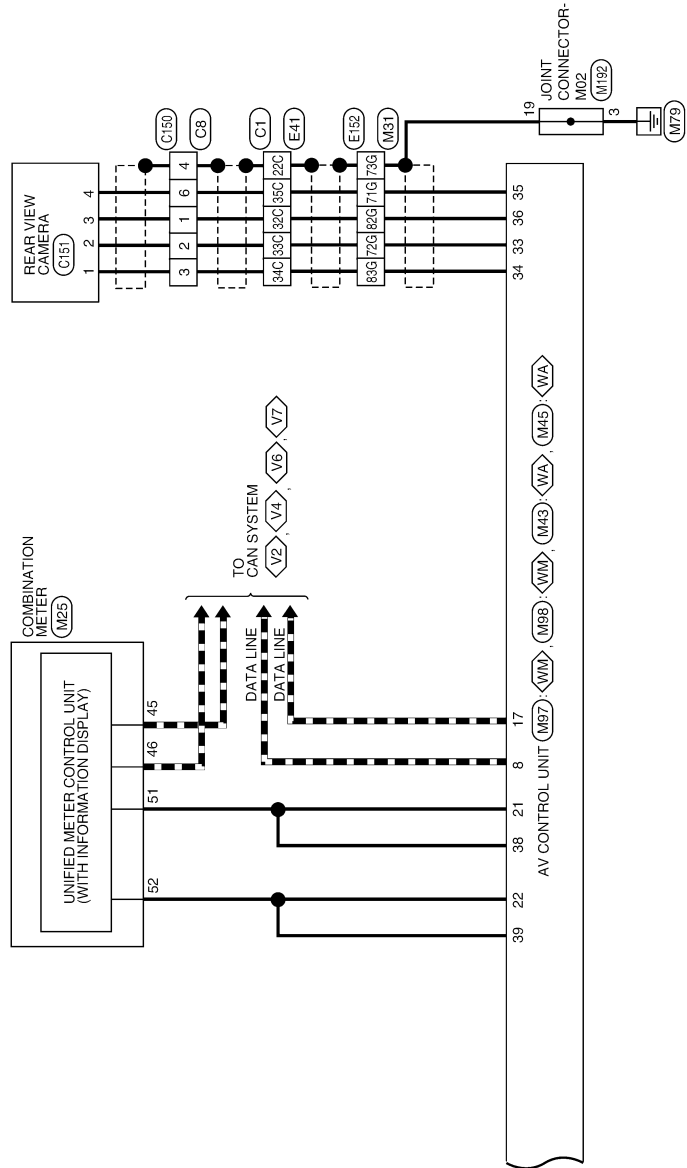 COMBINATION
METER
M25
UNIFIED METER CONTROL UNIT
(WITH INFORMATION DISPLAY)
52 51 46 45
DATA LINE
DATA LINE
TO
CAN SYSTEM
V2 , V4 , V6 , V7
REAR VIEW
CAMERA
C151
1 2 3 4
3 2 1 6 4
C150
C8
34C 33C 32C 35C 22C
C1
E41
83G 72G 82G 71G 73G
E152
M31
JOINT
CONNECTOR-
M02
M192
19
3
M79
39 22 38 21 8 17 34 33 36 35
AV CONTROL UNIT M97 : WM , M98 : WM , M43 : WA , M45 : WA